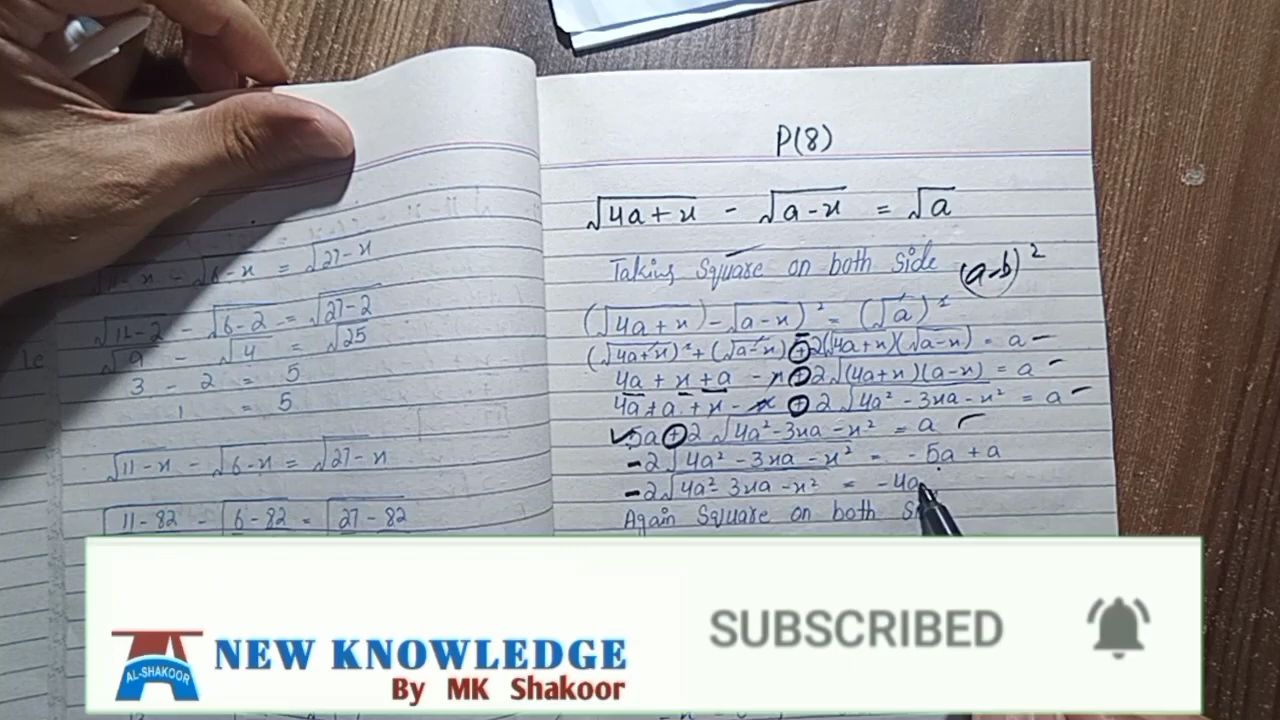 √11-x - √6-x = √27-x
√11-2 - √6-2 = √27-2
√9 - √4 = √25
3 - 2 = 5
1 = 5
√11-x - √6-x = √27-x
√11-82 - √6-82 = √27-82
P(8)
√4a+x - √a-x = √a
Taking Square on both Side (a-b)²
(√4a+x) - √a-x)² = (√a)²
(√4a+x)² + (√a-x) - 2(√4a+x)(√a-x) = a
4a + x + a - x - 2√(4a+x)(a-x) = a
4a + a + x - x - 2√4a² - 3xa - x² = a
5a - 2√4a² - 3xa - x² = a
-2√4a² - 3xa - x² = -5a + a
-2√4a² - 3xa - x² = -4a
Again Square on both
SUBSCRIBED
AL-SHAKOOR
NEW KNOWLEDGE
By MK Shakoor